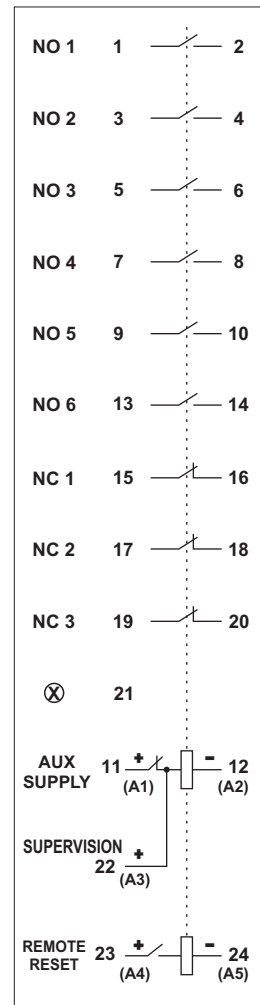 NO 1 1 2
NO 2 3 4
NO 3 5 6
NO 4 7 8
NO 5 9 10
NO 6 13 14
NC 1 15 16
NC 2 17 18
NC 3 19 20
Ⓧ 21
AUX SUPPLY 11 + - 12
(A1) (A2)
SUPERVISION
22 +
(A3)
REMOTE RESET 23 + - 24
(A4) (A5)